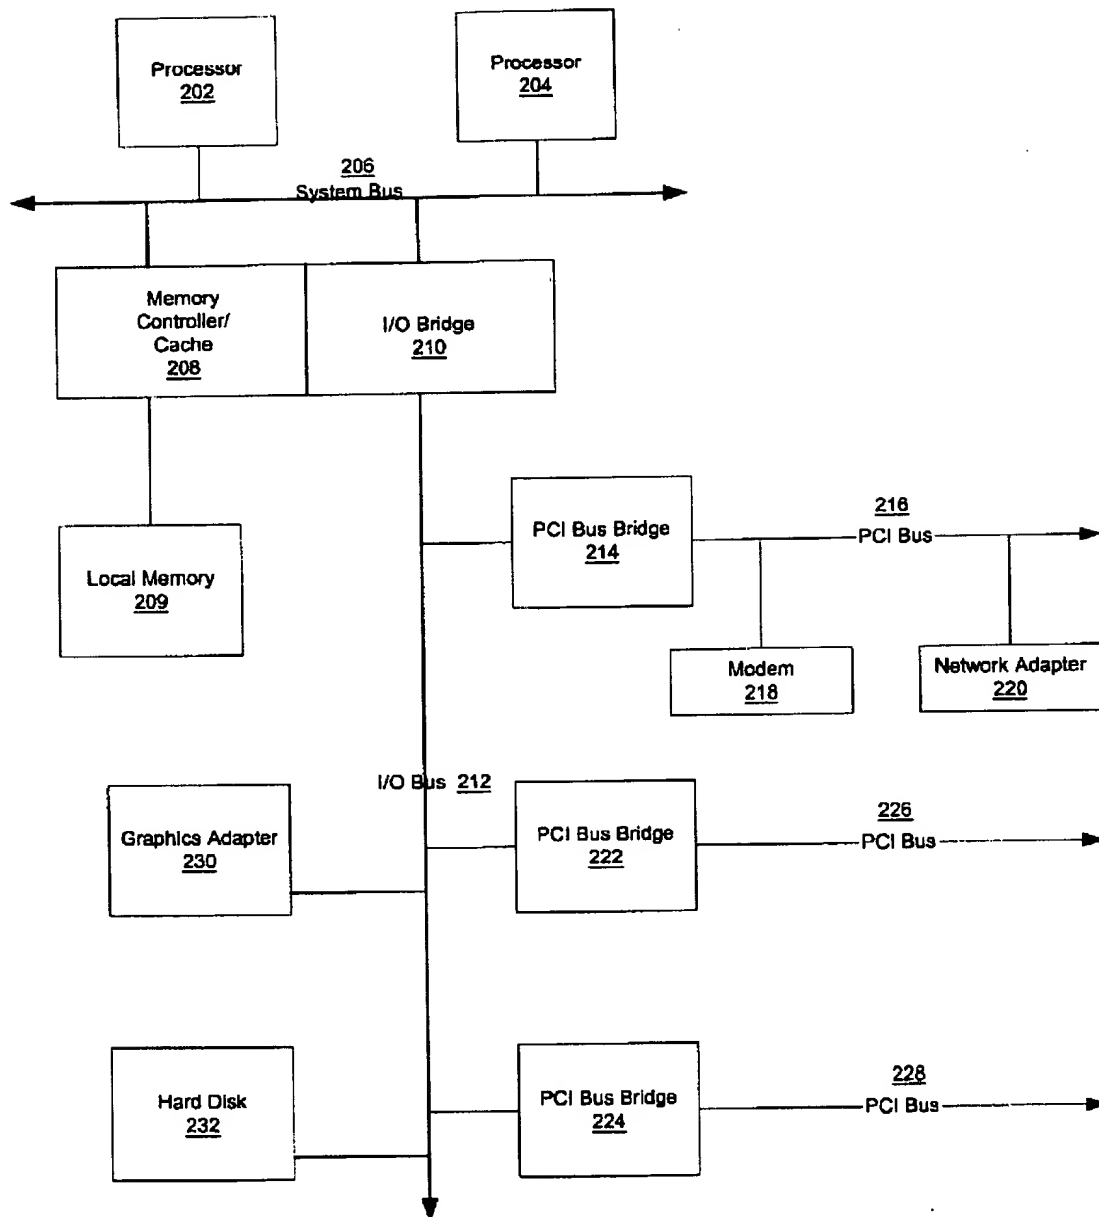 Processor
202
Processor
204
206
System Bus
Memory
Controller/
Cache
208
I/O Bridge
210
PCI Bus Bridge
214
216
PCI Bus
Local Memory
209
Modem
218
Network Adapter
220
I/O Bus 212
Graphics Adapter
230
PCI Bus Bridge
222
226
PCI Bus
Hard Disk
232
PCI Bus Bridge
224
228
PCI Bus